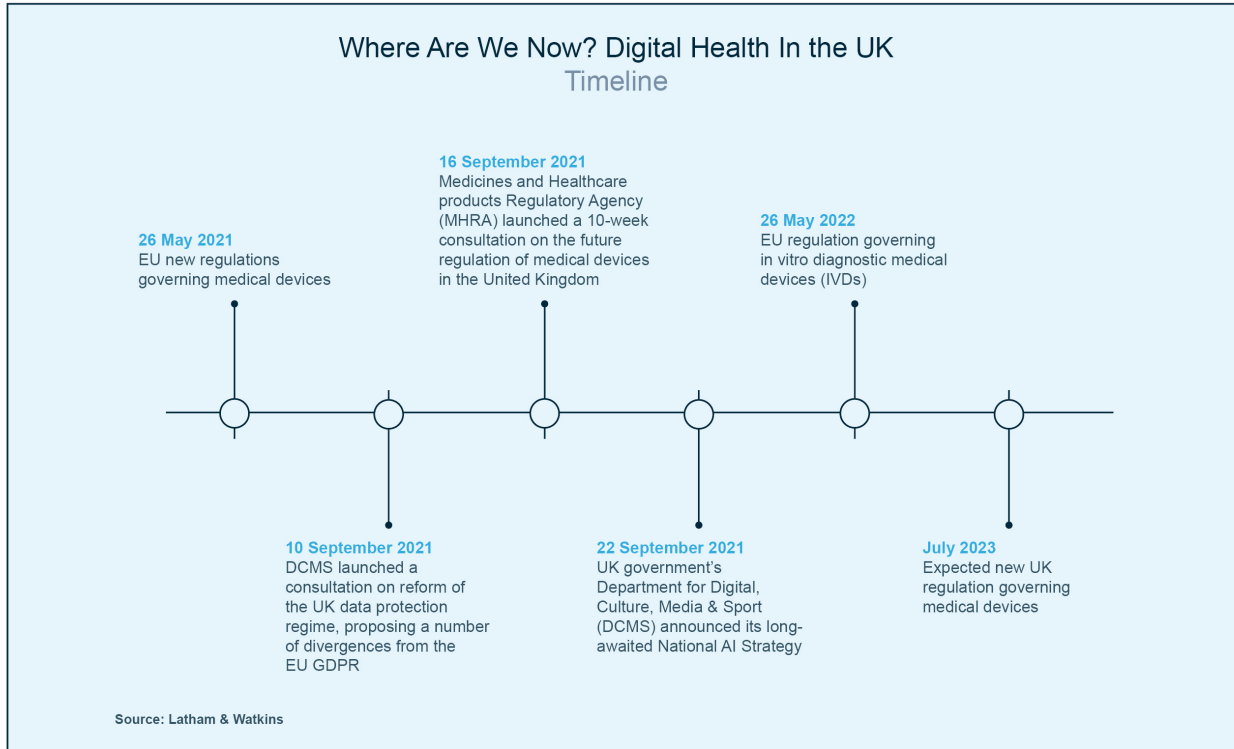 Where Are We Now? Digital Health In the UK
Timeline
26 May 2021
EU new regulations
governing medical devices
10 September 2021
DCMS launched a
consultation on reform of
the UK data protection
regime, proposing a number
of divergences from the
EU GDPR
16 September 2021
Medicines and Healthcare
products Regulatory Agency
(MHRA) launched a 10-week
consultation on the future
regulation of medical devices
in the United Kingdom
22 September 2021
UK government’s
Department for Digital,
Culture, Media & Sport
(DCMS) announced its long-
awaited National AI Strategy
26 May 2022
EU regulation governing
in vitro diagnostic medical
devices (IVDs)
July 2023
Expected new UK
regulation governing
medical devices
Source: Latham & Watkins